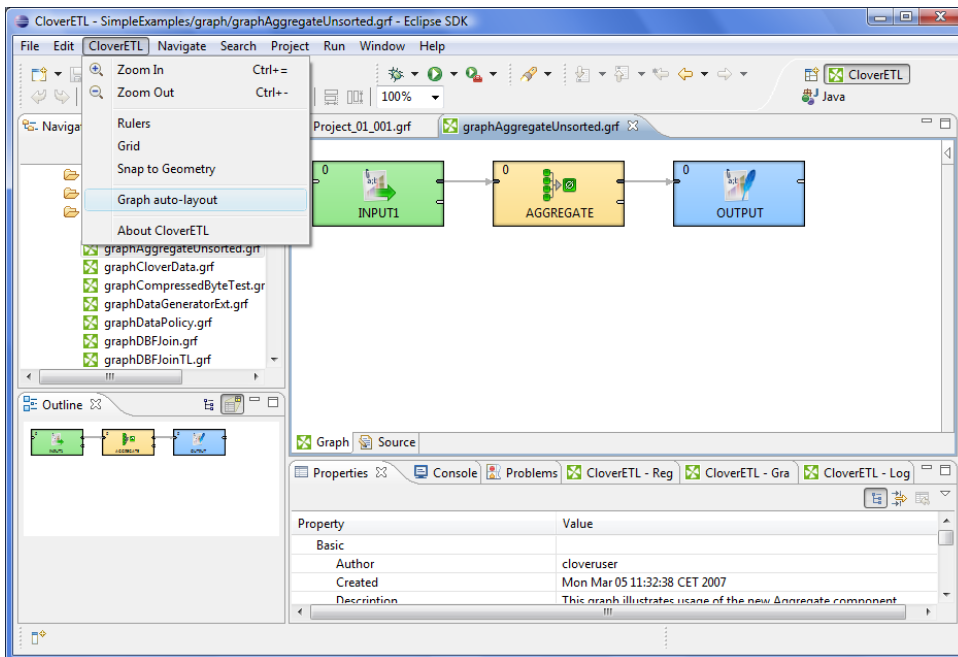 CloverETL - SimpleExamples/graph/graphAggregateUnsorted.grf - Eclipse SDK
File Edit CloverETL Navigate Search Project Run Window Help
Zoom In Ctrl+=
Zoom Out Ctrl+-
Rulers
Grid
Snap to Geometry
Graph auto-layout
About CloverETL
100%
CloverETL
Java
Naviga
Project_01_001.grf
graphAggregateUnsorted.grf
0 INPUT1
0 AGGREGATE
0 OUTPUT
graphAggregateUnsorted.grf
graphCloverData.grf
graphCompressedByteTest.gr
graphDataGeneratorExt.grf
graphDataPolicy.grf
graphDBFJoin.grf
graphDBFJoinTL.grf
Outline
Graph Source
Properties Console Problems CloverETL - Reg CloverETL - Gra CloverETL - Log
Property Value
Basic
Author cloveruser
Created Mon Mar 05 11:32:38 CET 2007
Description This graph illustrates usage of the new Aggregate component